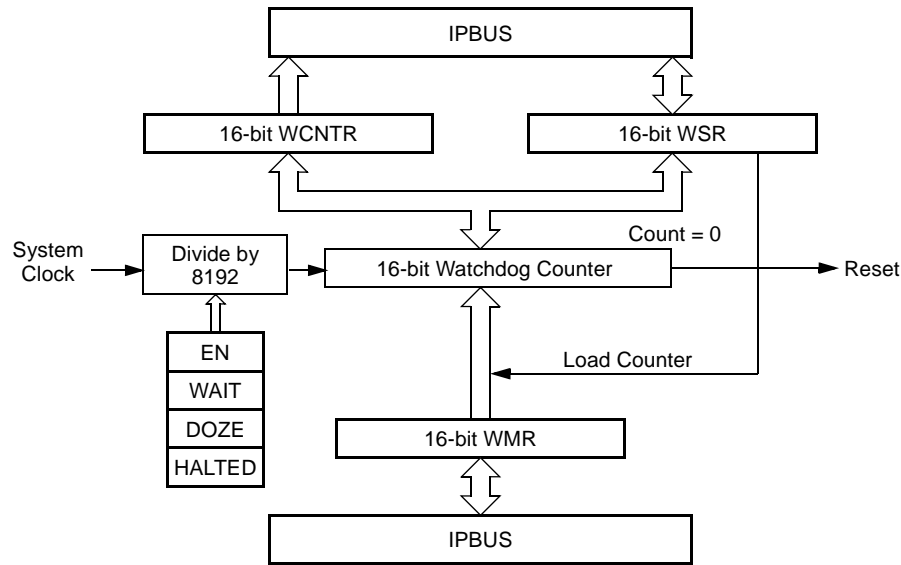 IPBUS
16-bit WCNTR
16-bit WSR
Count = 0
System
Clock
Divide by
8192
16-bit Watchdog Counter
Reset
EN
WAIT
DOZE
HALTED
Load Counter
16-bit WMR
IPBUS